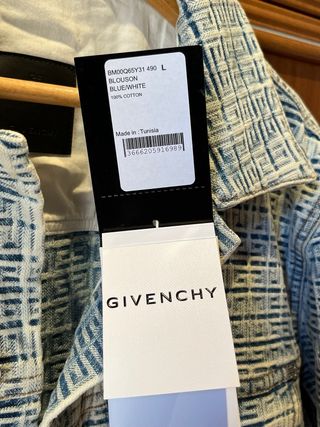 BM00Q65Y31 490 L
BLOUSON
BLUE/WHITE
100% COTTON
Made in : Tunisia
3666205916989
GIVENCHY